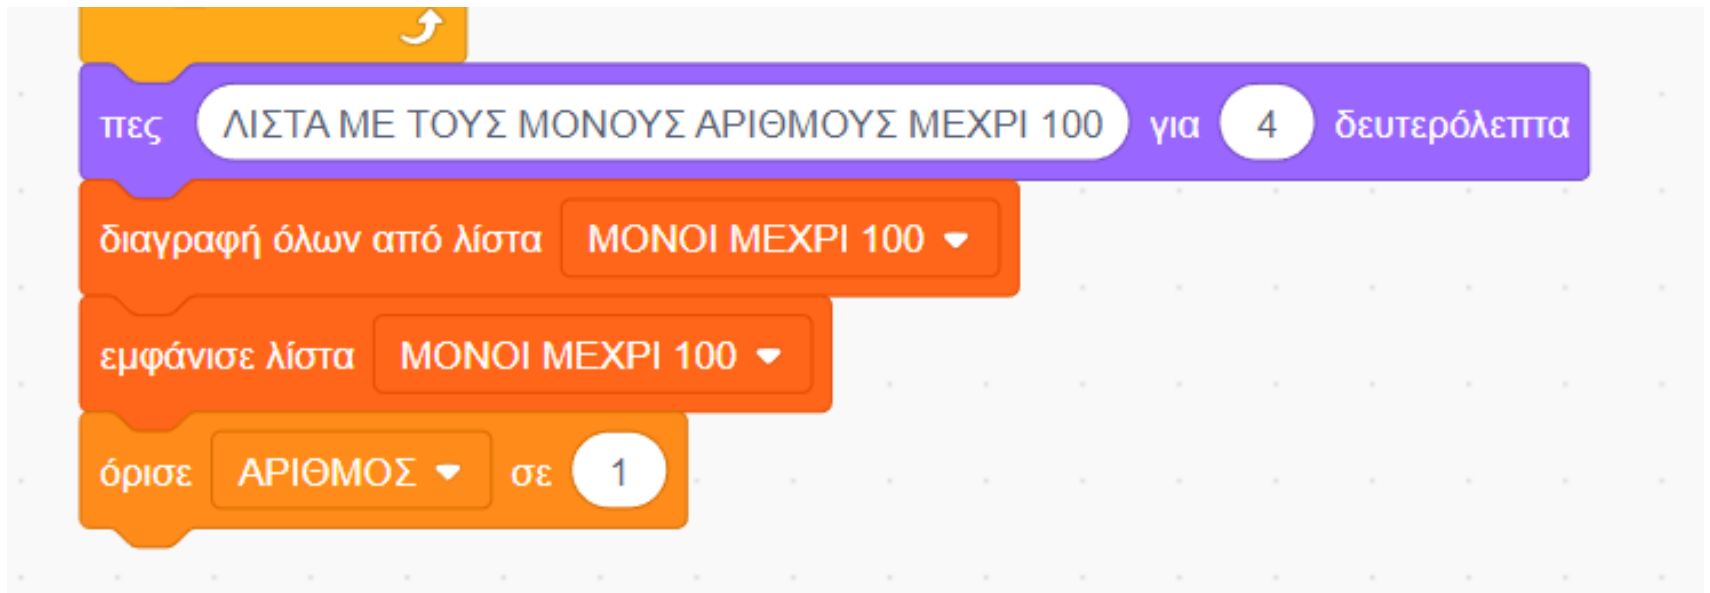 πες ΛΙΣΤΑ ΜΕ ΤΟΥΣ ΜΟΝΟΥΣ ΑΡΙΘΜΟΥΣ ΜΕΧΡΙ 100 για 4 δευτερόλεπτα
διαγραφή όλων από λίστα ΜΟΝΟΙ ΜΕΧΡΙ 100
εμφάνισε λίστα ΜΟΝΟΙ ΜΕΧΡΙ 100
όρισε ΑΡΙΘΜΟΣ σε 1